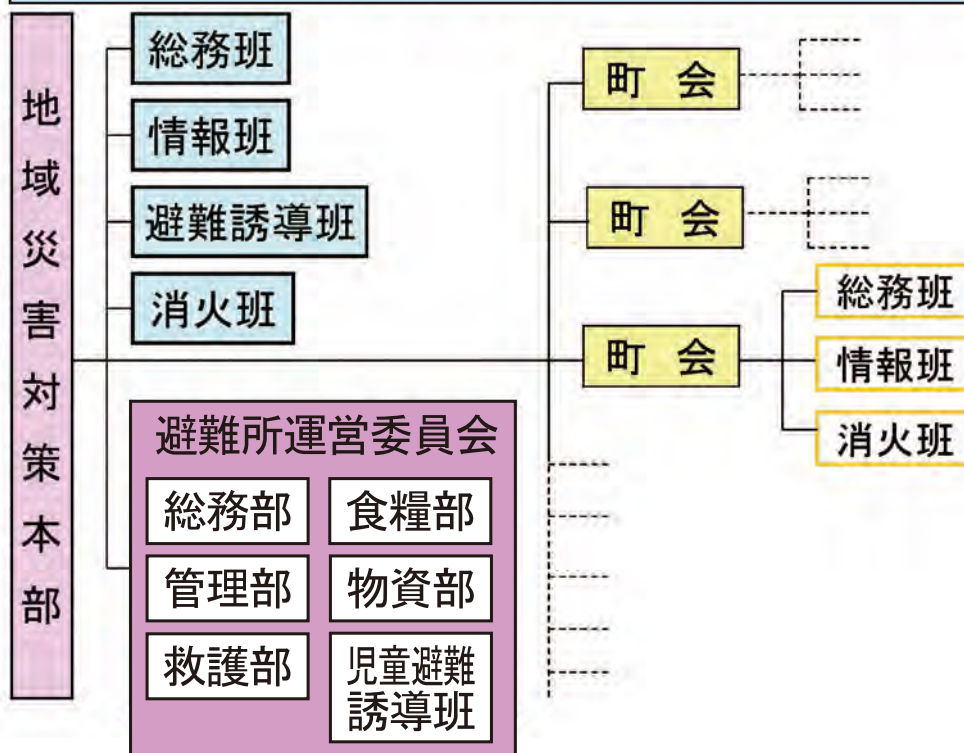 地域災害対策本部
総務班
情報班
避難誘導班
消火班
避難所運営委員会
総務部
食糧部
管理部
物資部
救護部
児童避難
誘導班
町 会
町 会
町 会
総務班
情報班
消火班